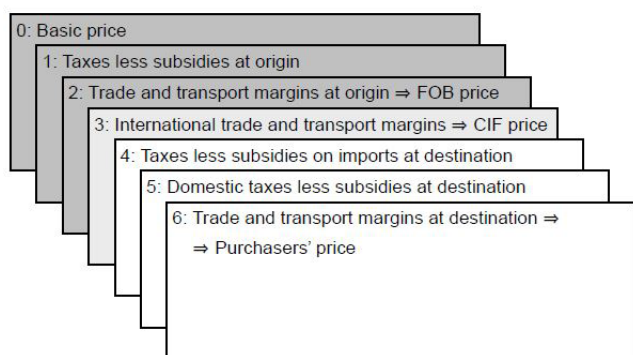 0: Basic price
1: Taxes less subsidies at origin
2: Trade and transport margins at origin ⇒ FOB price
3: International trade and transport margins ⇒ CIF price
4: Taxes less subsidies on imports at destination
5: Domestic taxes less subsidies at destination
6: Trade and transport margins at destination ⇒
⇒ Purchasers’ price